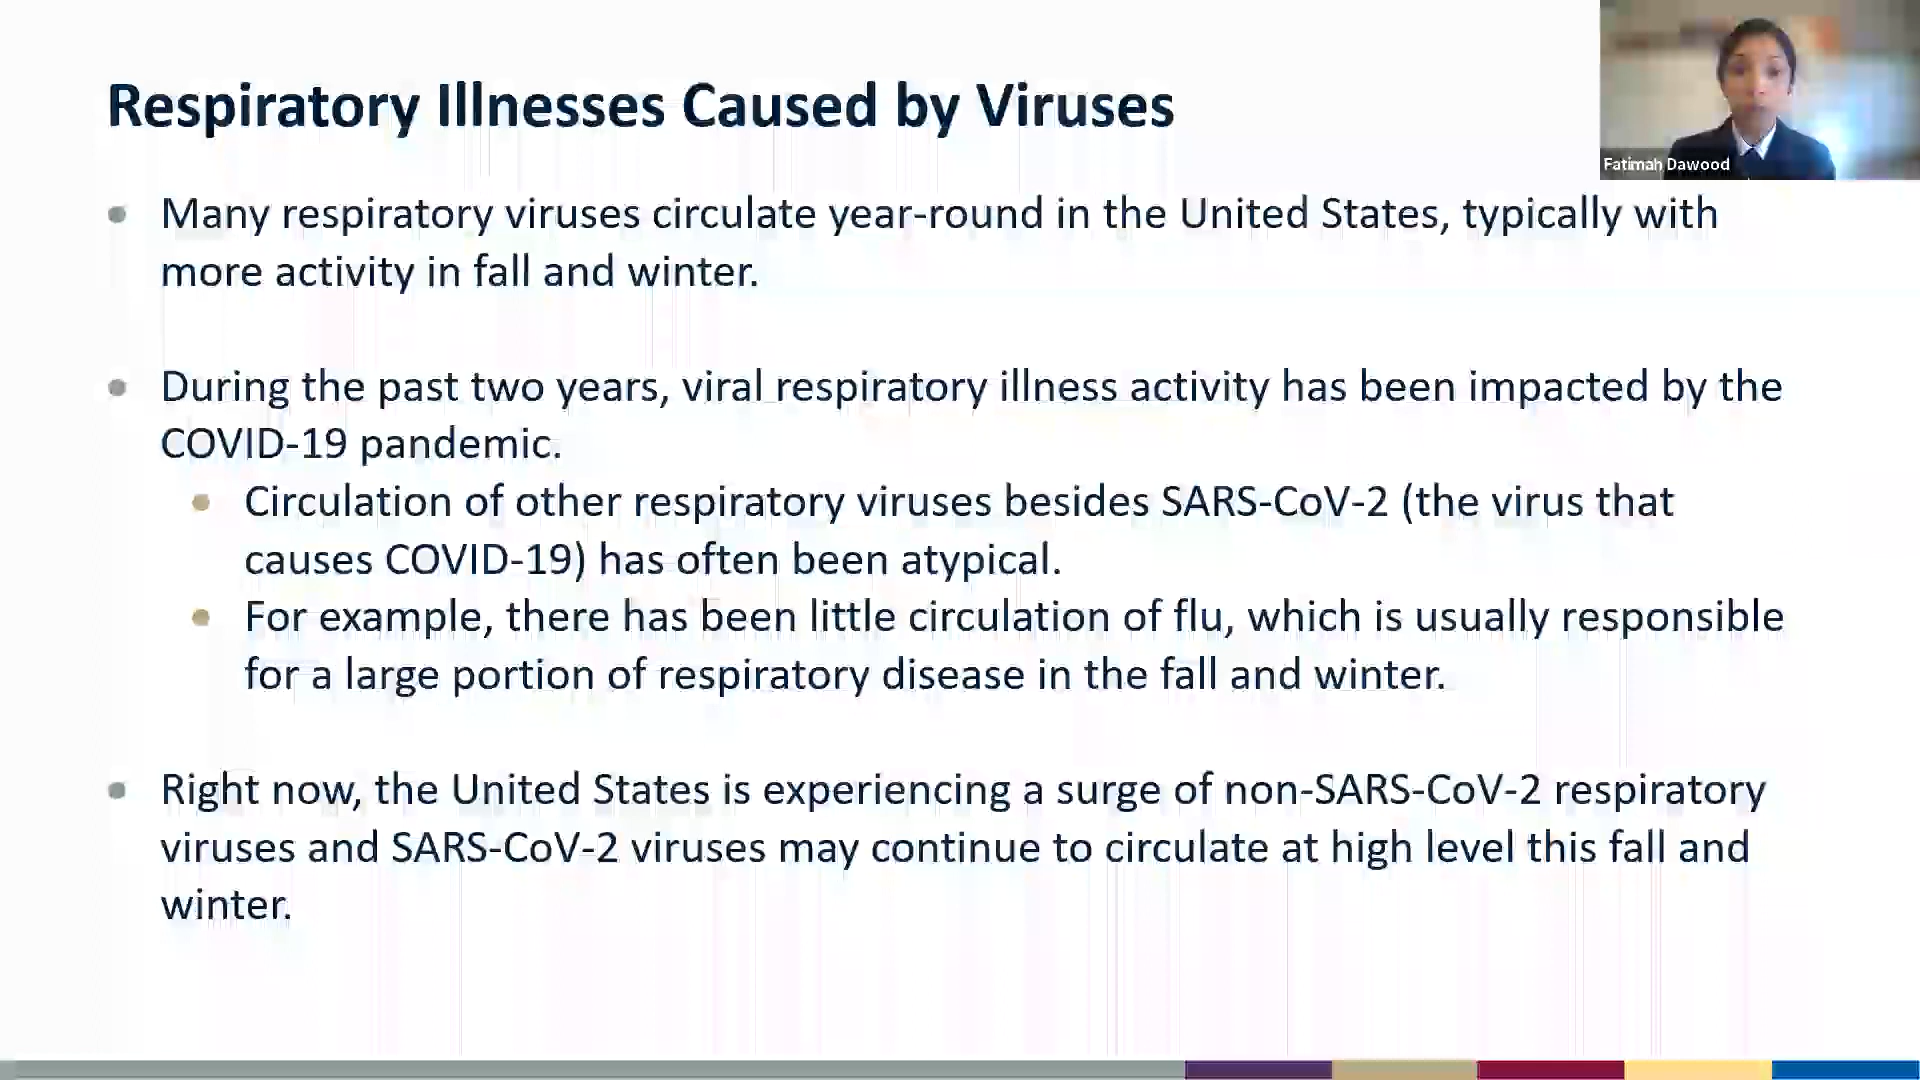 Respiratory Illnesses Caused by Viruses
Fatimah Dawood
Many respiratory viruses circulate year-round in the United States, typically with
more activity in fall and winter.
During the past two years, viral respiratory illness activity has been impacted by the
COVID-19 pandemic.
Circulation of other respiratory viruses besides SARS-CoV-2 (the virus that
causes COVID-19) has often been atypical.
For example, there has been little circulation of flu, which is usually responsible
for a large portion of respiratory disease in the fall and winter.
Right now, the United States is experiencing a surge of non-SARS-CoV-2 respiratory
viruses and SARS-CoV-2 viruses may continue to circulate at high level this fall and
winter.